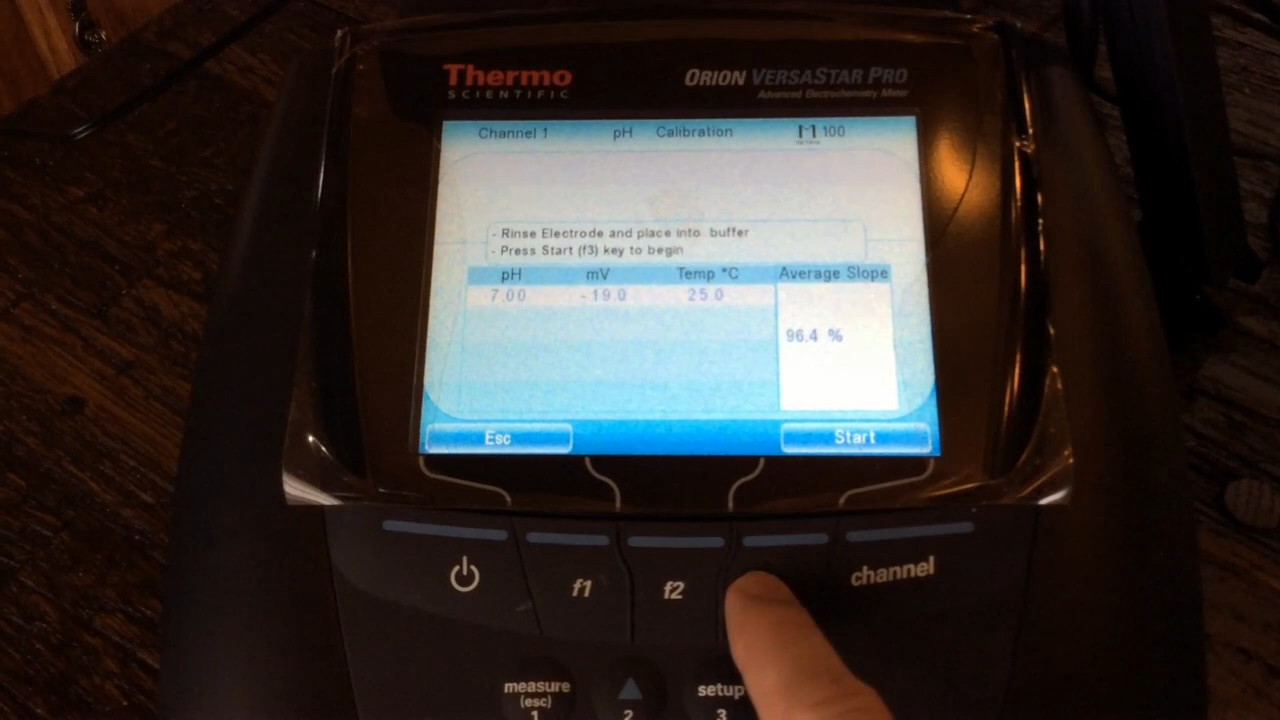 Thermo
SCIENTIFIC
ORION VERSASTAR PRO
Advanced Electrochemistry Meter
Channel 1 pH Calibration 100
- Rinse Electrode and place into buffer
- Press Start (f3) key to begin
pH mV Temp °C Average Slope
7.00 -19.0 25.0
96.4 %
Esc Start
f1 f2 channel
measure setup
(esc)
1 2 3